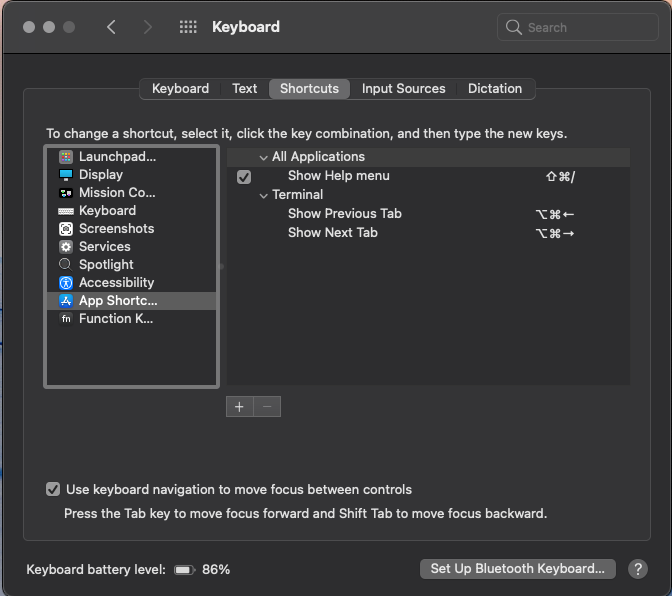 Keyboard
Search
Keyboard Text Shortcuts Input Sources Dictation
To change a shortcut, select it, click the key combination, and then type the new keys.
Launchpad...
Display
Mission Co...
Keyboard
Screenshots
Services
Spotlight
Accessibility
App Shortc...
fn Function K...
All Applications
Show Help menu ⇧⌘/
Terminal
Show Previous Tab ⌥⌘←
Show Next Tab ⌥⌘→
+ −
Use keyboard navigation to move focus between controls
Press the Tab key to move focus forward and Shift Tab to move focus backward.
Keyboard battery level: 86%
Set Up Bluetooth Keyboard...
?